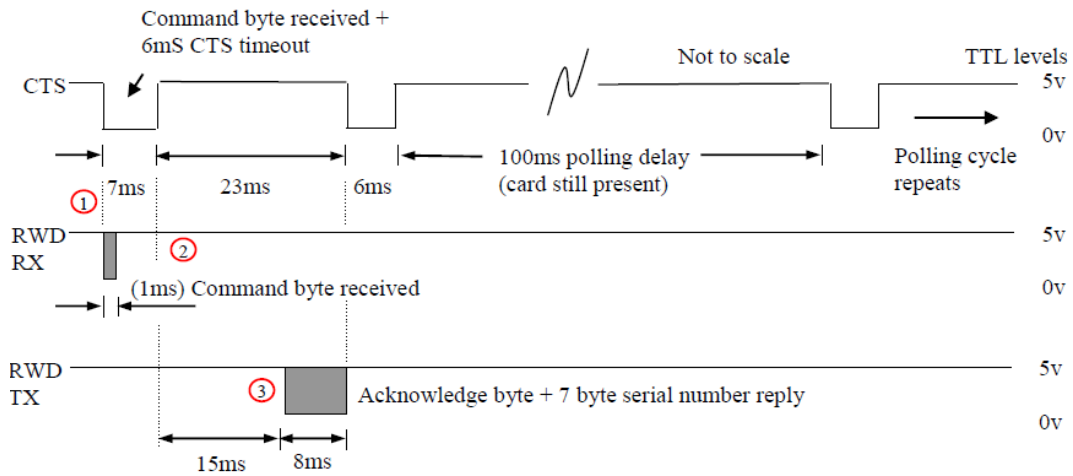 Command byte received +
6mS CTS timeout
Not to scale
TTL levels
CTS
5v
0v
100ms polling delay
(card still present)
Polling cycle
repeats
7ms
23ms
6ms
1
RWD
RX
2
5v
0v
(1ms) Command byte received
RWD
TX
3
Acknowledge byte + 7 byte serial number reply
5v
0v
15ms
8ms